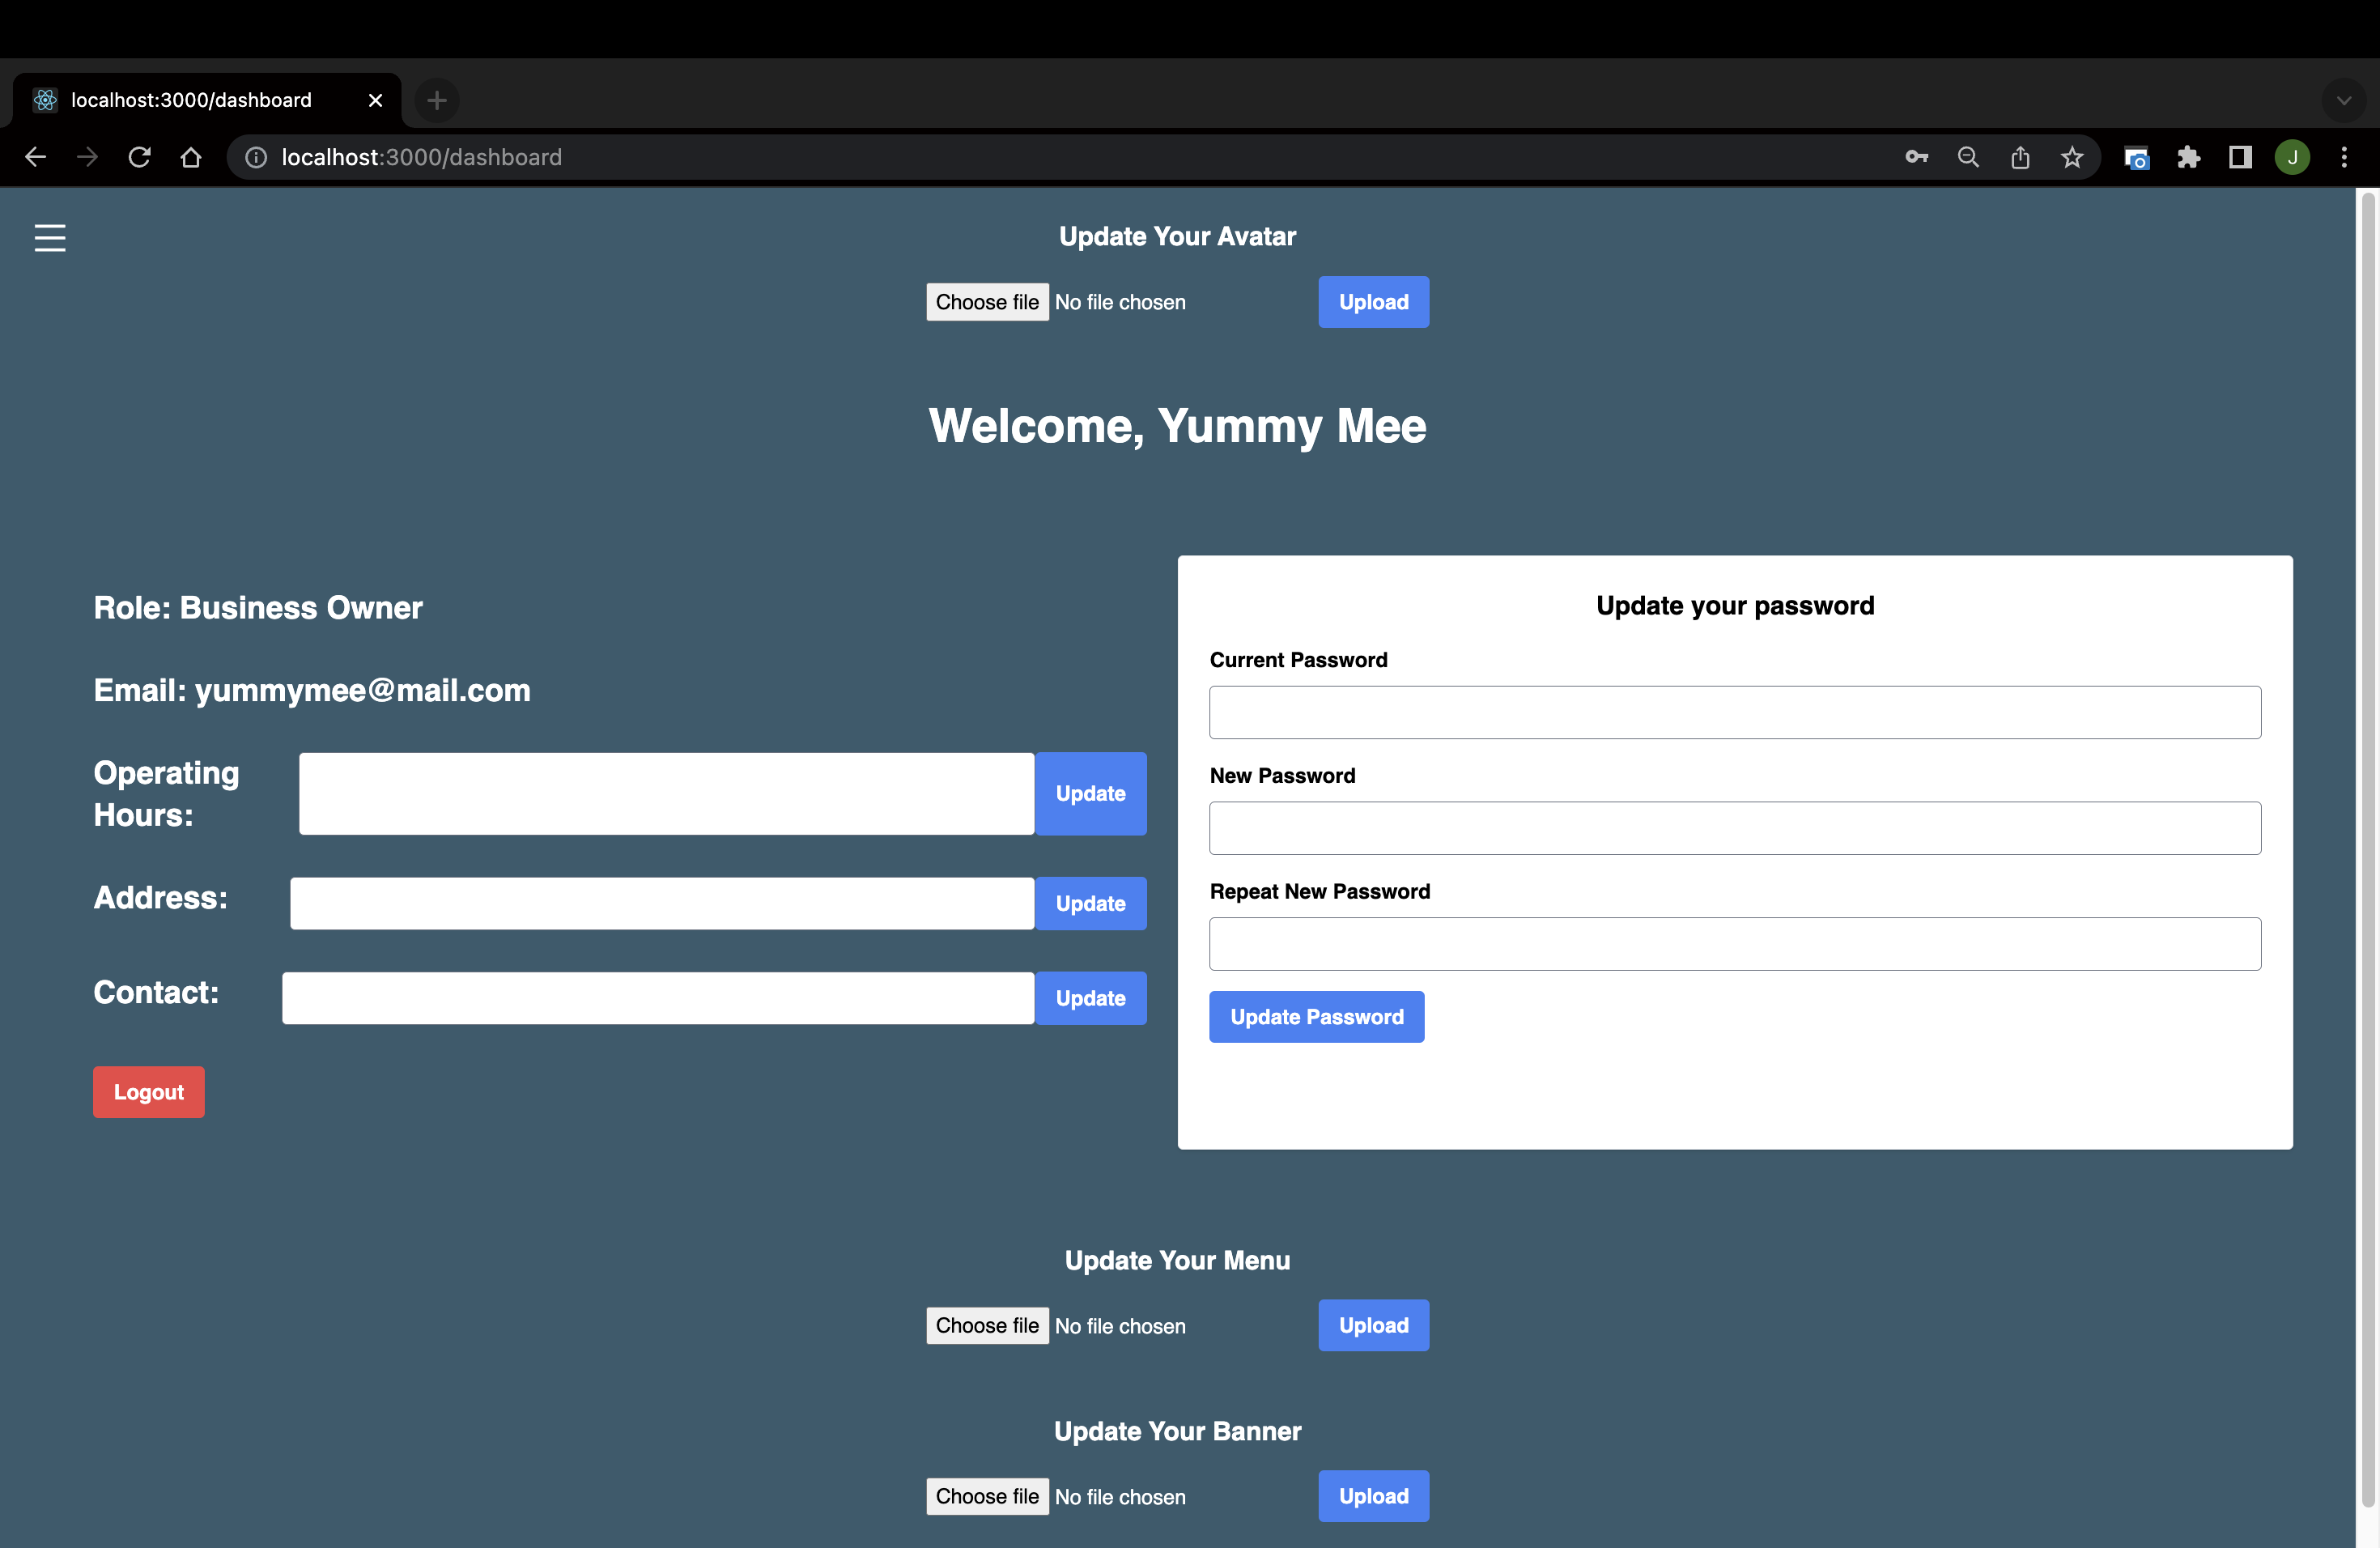 localhost:3000/dashboard
localhost:3000/dashboard
J
Update Your Avatar
Choose file No file chosen Upload
Welcome, Yummy Mee
Role: Business Owner
Email: yummymee@mail.com
Operating
Hours:
Update
Address:
Update
Contact:
Update
Logout
Update your password
Current Password
New Password
Repeat New Password
Update Password
Update Your Menu
Choose file No file chosen Upload
Update Your Banner
Choose file No file chosen Upload